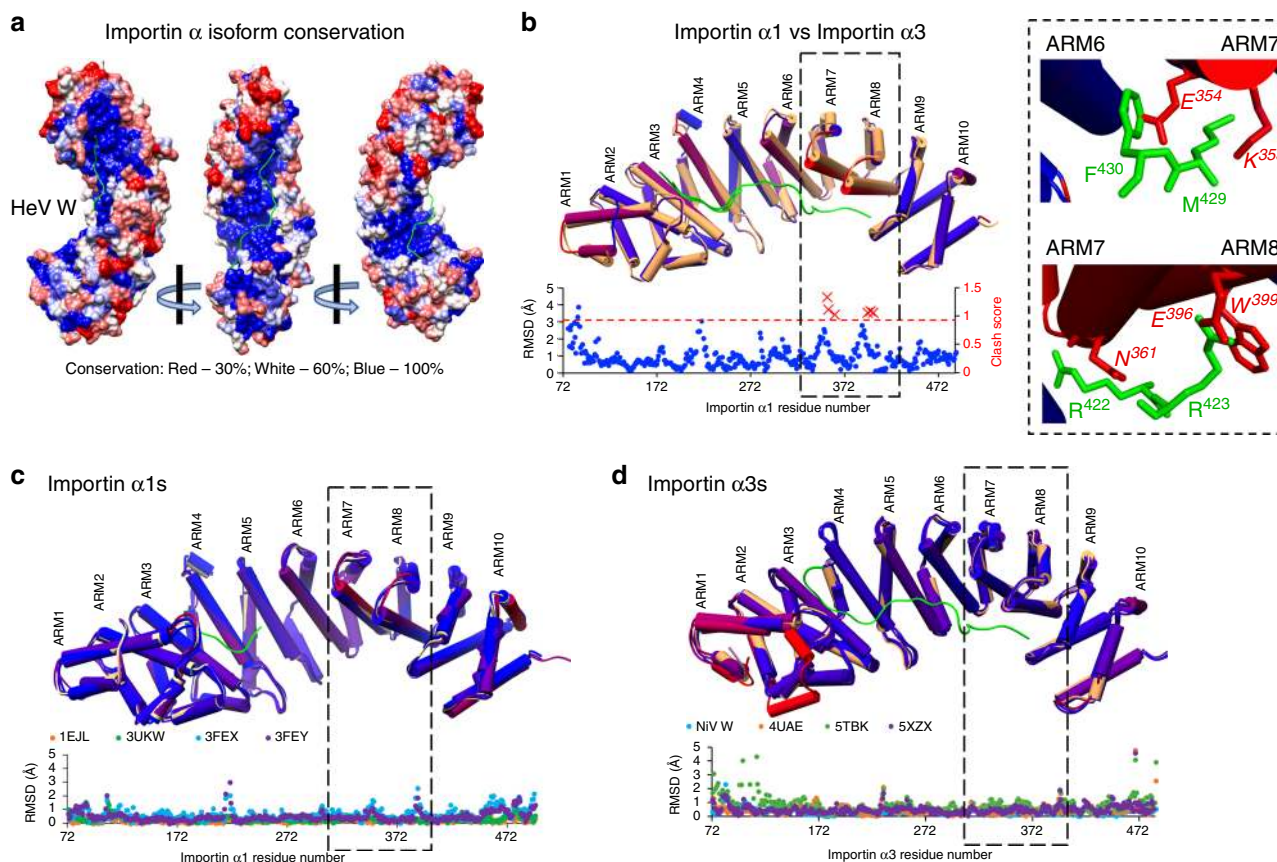 a
Importin α isoform conservation
HeV W
Conservation: Red – 30%; White – 60%; Blue – 100%
b
Importin α1 vs Importin α3
ARM1
ARM2
ARM3
ARM4
ARM5
ARM6
ARM7
ARM8
ARM9
ARM10
RMSD (Å)
5
4
3
2
1
0
1.5
1
0.5
0
Clash score
72
172
272
372
472
Importin α1 residue number
ARM6
ARM7
E354
K35
F430
M429
ARM7
ARM8
W399
E396
N361
R422
R423
c
Importin α1s
ARM1
ARM2
ARM3
ARM4
ARM5
ARM6
ARM7
ARM8
ARM9
ARM10
1EJL
3UKW
3FEX
3FEY
RMSD (Å)
5
4
3
2
1
0
72
172
272
372
472
Importin α1 residue number
d
Importin α3s
ARM1
ARM2
ARM3
ARM4
ARM5
ARM6
ARM7
ARM8
ARM9
ARM10
NiV W
4UAE
5TBK
5XZX
RMSD (Å)
5
4
3
2
1
0
72
172
272
372
472
Importin α3 residue number